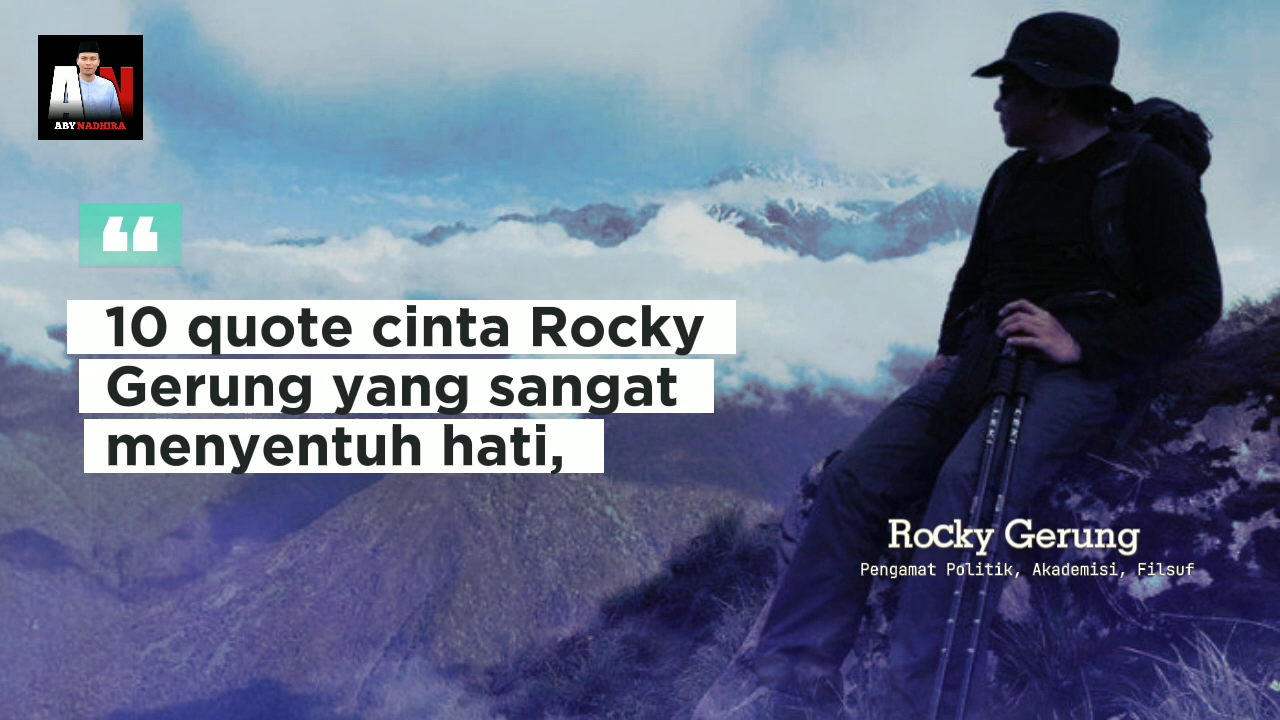 ABY NADHIRA
10 quote cinta Rocky
Gerung yang sangat
menyentuh hati,
Rocky Gerung
Pengamat Politik, Akademisi, Filsuf